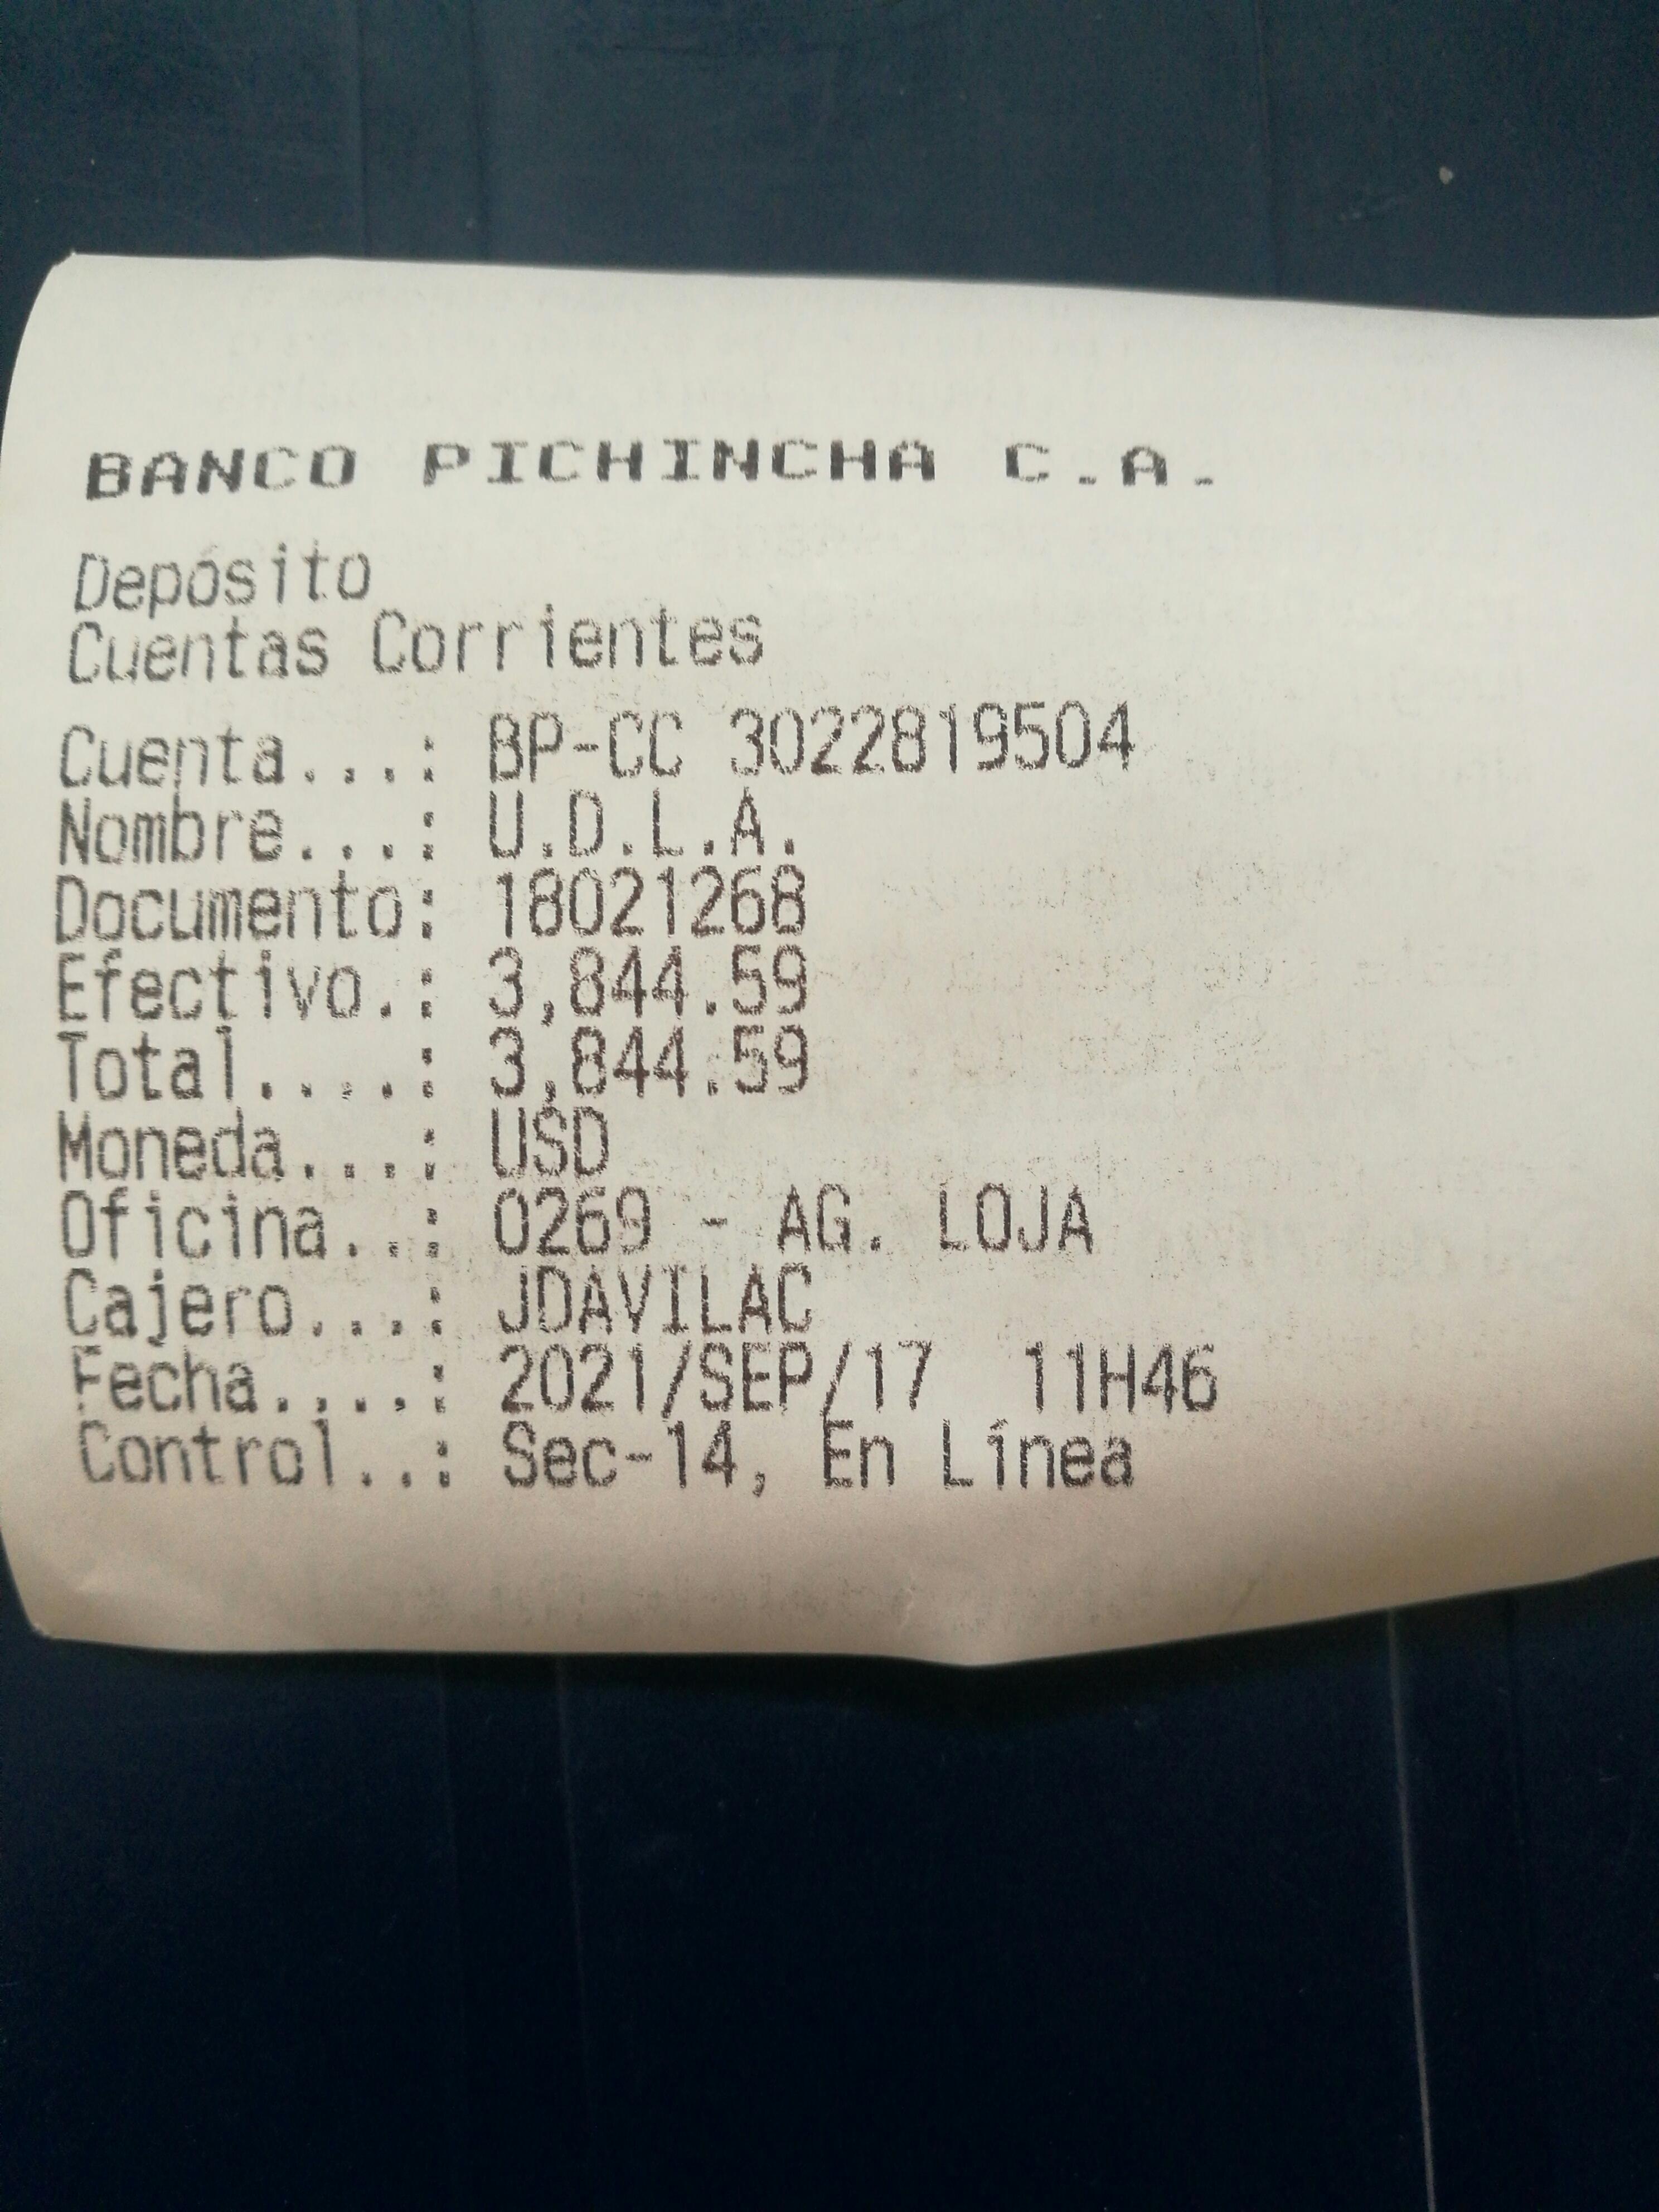 BANCO PICHINCHA C.A.
Depósito
Cuentas Corrientes
Cuenta...: BP-CC 3022819504
Nombre...: U.D.L.A.
Documento: 18021268
Efectivo.: 3,844.59
Total....: 3,844.59
Moneda...: USD
Oficina..: 0269 - AG. LOJA
Cajero...: JDAVILAC
Fecha....: 2021/SEP/17 11H46
Control..: Sec-14, En Línea